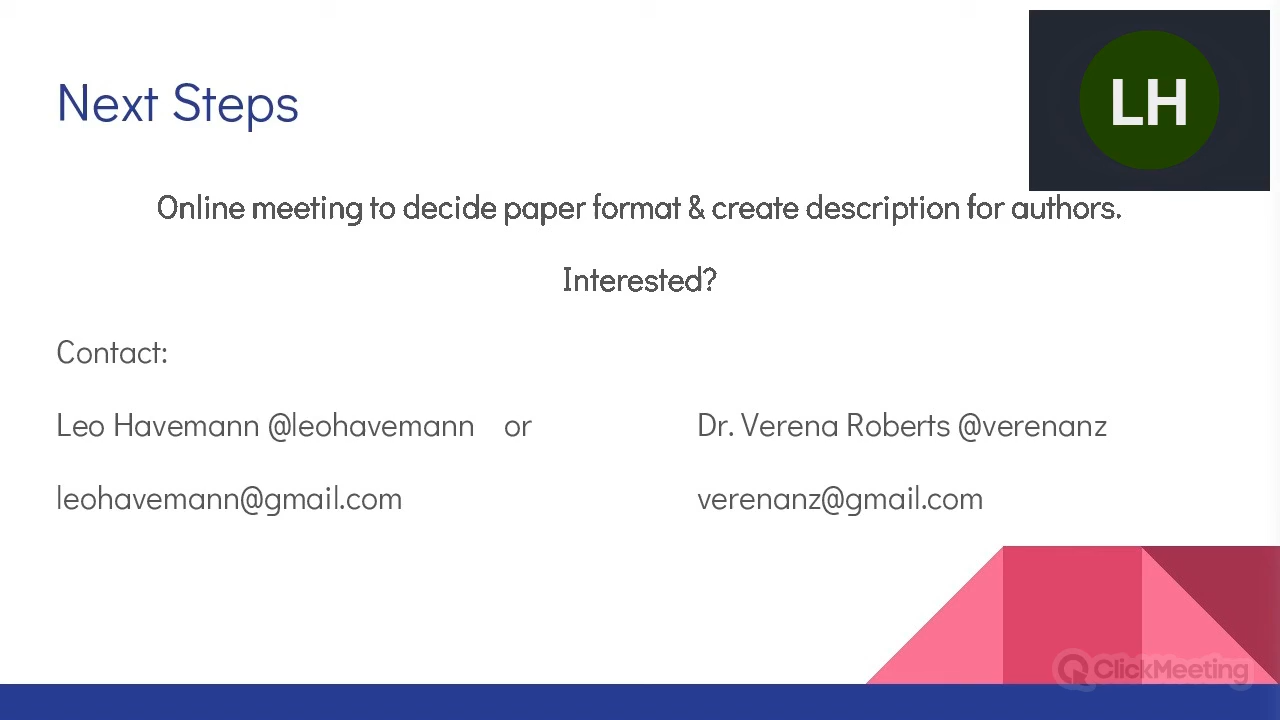 LH
Next Steps
Online meeting to decide paper format & create description for authors.
Interested?
Contact:
Leo Havemann @leohavemann or
Dr. Verena Roberts @verenanz
leohavemann@gmail.com
verenanz@gmail.com
ClickMeeting